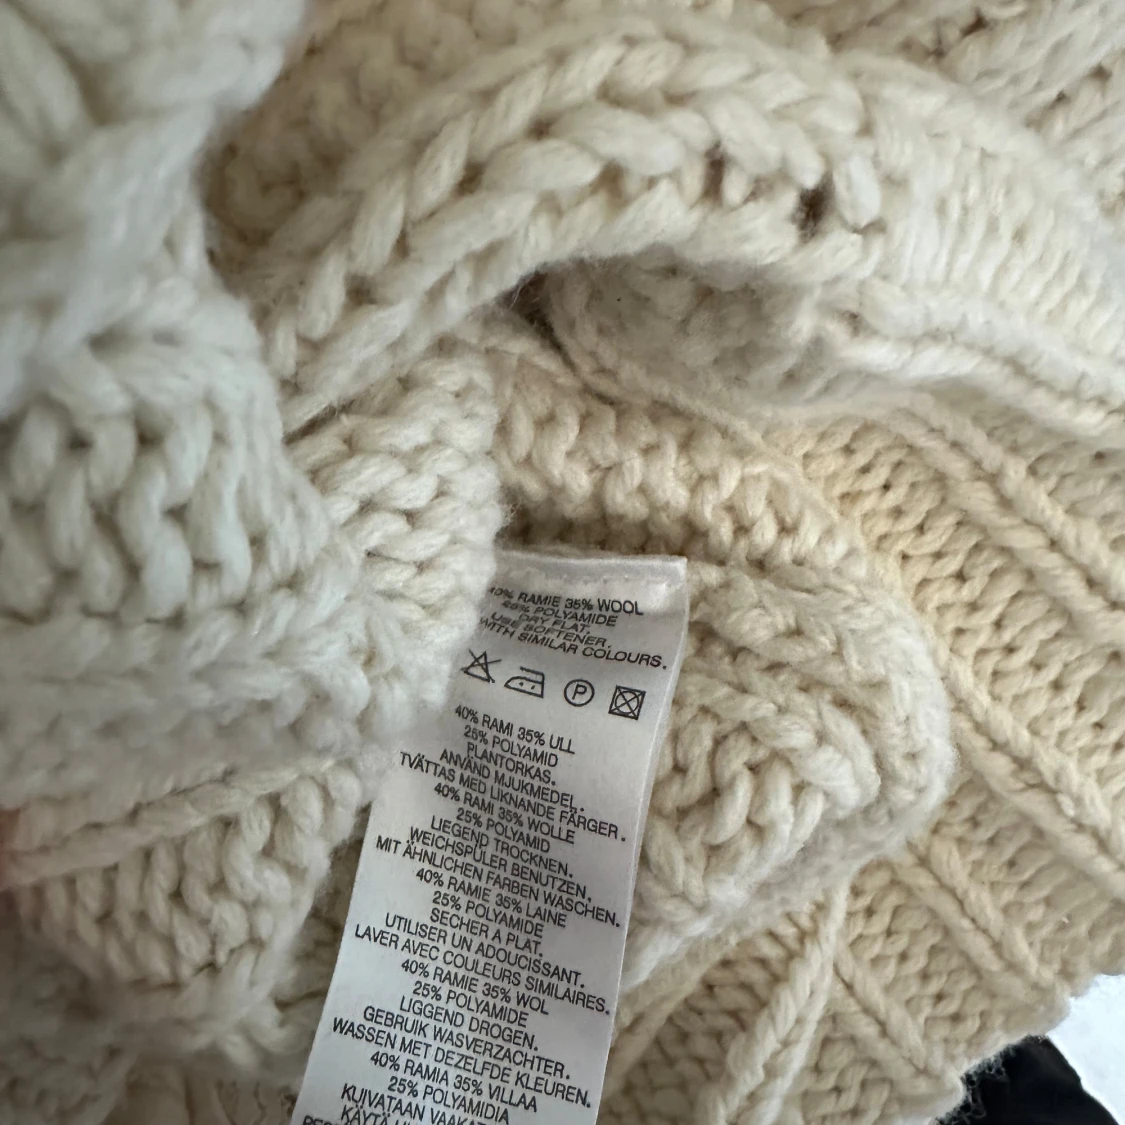 40% RAMIE 35% WOOL
25% POLYAMIDE
DRY FLAT.
USE SOFTENER.
WITH SIMILAR COLOURS.
P
40% RAMI 35% ULL
25% POLYAMID
PLANTORKAS.
ANVÄND MJUKMEDEL.
TVÄTTAS MED LIKNANDE FÄRGER.
40% RAMI 35% WOLLE
25% POLYAMID
LIEGEND TROCKNEN.
WEICHSPÜLER BENUTZEN.
MIT ÄHNLICHEN FARBEN WASCHEN.
40% RAMIE 35% LAINE
25% POLYAMIDE
SECHER A PLAT.
UTILISER UN ADOUCISSANT.
LAVER AVEC COULEURS SIMILAIRES.
40% RAMIE 35% WOL
25% POLYAMIDE
LIGGEND DROGEN.
GEBRUIK WASVERZACHTER.
WASSEN MET DEZELFDE KLEUREN.
40% RAMIA 35% VILLAA
25% POLYAMIDIA
KUIVATAAN